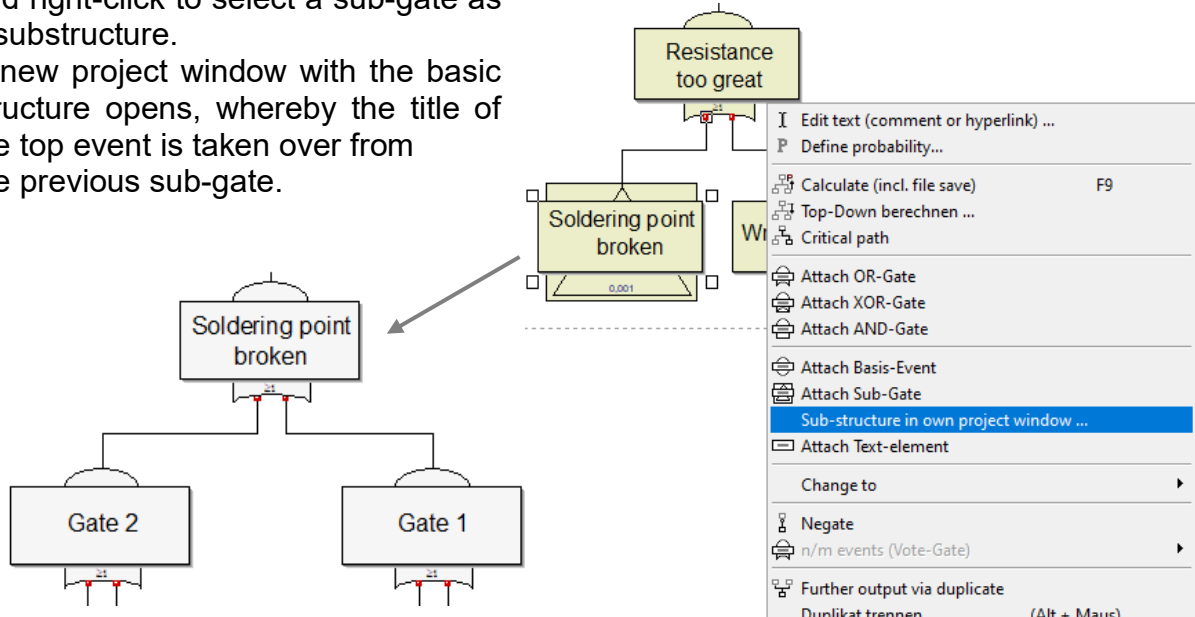 d right-click to select a sub-gate as
substructure.
new project window with the basic
ructure opens, whereby the title of
e top event is taken over from
e previous sub-gate.
Resistance
too great
≥1
Soldering point
broken
0,001
Wr
Soldering point
broken
≥1
Gate 2
≥1
Gate 1
≥1
Edit text (comment or hyperlink) ...
P Define probability...
Calculate (incl. file save) F9
Top-Down berechnen ...
Critical path
Attach OR-Gate
Attach XOR-Gate
Attach AND-Gate
Attach Basis-Event
Attach Sub-Gate
Sub-structure in own project window ...
Attach Text-element
Change to
Negate
n/m events (Vote-Gate)
Further output via duplicate
Duplikat trennen (Alt + Maus)